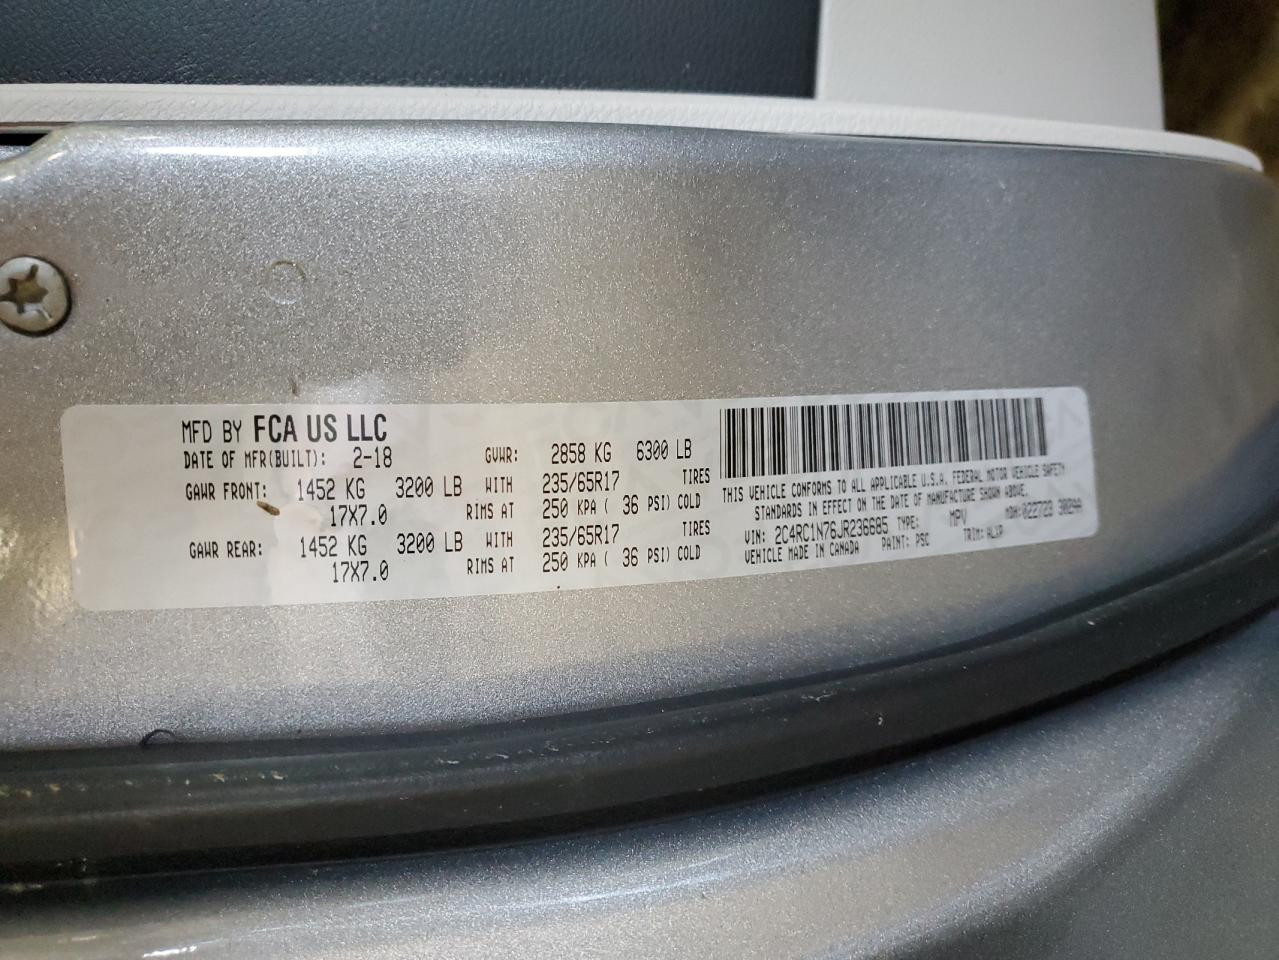 MFD BY FCA US LLC
DATE OF MFR(BUILT): 2-18 GVWR: 2858 KG 6300 LB
GAWR FRONT: 1452 KG 3200 LB WITH 235/65R17 TIRES
17X7.0 RIMS AT 250 KPA ( 36 PSI) COLD
GAWR REAR: 1452 KG 3200 LB WITH 235/65R17 TIRES
17X7.0 RIMS AT 250 KPA ( 36 PSI) COLD
THIS VEHICLE CONFORMS TO ALL APPLICABLE U.S.A. FEDERAL MOTOR VEHICLE SAFETY
STANDARDS IN EFFECT ON THE DATE OF MANUFACTURE SHOWN ABOVE.
MDH: 022723
VIN: 2C4RC1N76JR236685 TYPE: MPV
VEHICLE MADE IN CANADA PAINT: PSC TRIM: